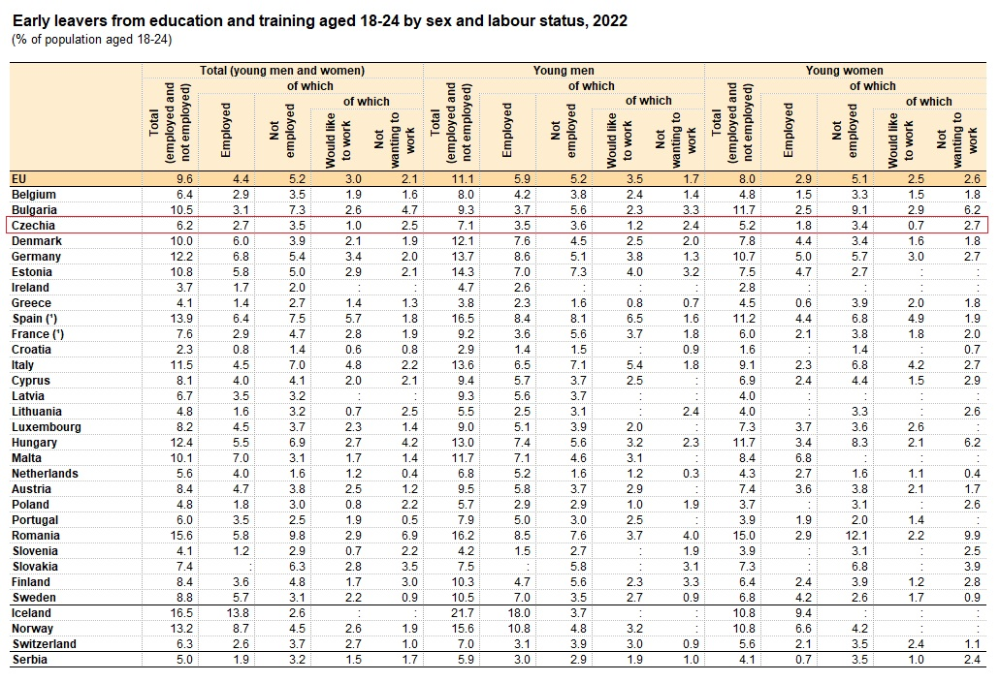 Early leavers from education and training aged 18-24 by sex and labour status, 2022
(% of population aged 18-24)
Total (young men and women) Young men Young women
of which of which of which
of which of which of which
Total (employed and not employed) Employed Not employed Would like to work Not wanting to work Total (employed and not employed) Employed Not employed Would like to work Not wanting to work Total (employed and not employed) Employed Not employed Would like to work Not wanting to work
EU 9.6 4.4 5.2 3.0 2.1 11.1 5.9 5.2 3.5 1.7 8.0 2.9 5.1 2.5 2.6
Belgium 6.4 2.9 3.5 1.9 1.6 8.0 4.2 3.8 2.4 1.4 4.8 1.5 3.3 1.5 1.8
Bulgaria 10.5 3.1 7.3 2.6 4.7 9.3 3.7 5.6 2.3 3.3 11.7 2.5 9.1 2.9 6.2
Czechia 6.2 2.7 3.5 1.0 2.5 7.1 3.5 3.6 1.2 2.4 5.2 1.8 3.4 0.7 2.7
Denmark 10.0 6.0 3.9 2.1 1.9 12.1 7.6 4.5 2.5 2.0 7.8 4.4 3.4 1.6 1.8
Germany 12.2 6.8 5.4 3.4 2.0 13.7 8.6 5.1 3.8 1.3 10.7 5.0 5.7 3.0 2.7
Estonia 10.8 5.8 5.0 2.9 2.1 14.3 7.0 7.3 4.0 3.2 7.5 4.7 2.7 : :
Ireland 3.7 1.7 2.0 : : 4.7 2.6 : : : 2.8 : : : :
Greece 4.1 1.4 2.7 1.4 1.3 3.8 2.3 1.6 0.8 0.7 4.5 0.6 3.9 2.0 1.8
Spain (¹) 13.9 6.4 7.5 5.7 1.8 16.5 8.4 8.1 6.5 1.6 11.2 4.4 6.8 4.9 1.9
France (¹) 7.6 2.9 4.7 2.8 1.9 9.2 3.6 5.6 3.7 1.8 6.0 2.1 3.8 1.8 2.0
Croatia 2.3 0.8 1.4 0.6 0.8 2.9 1.4 1.5 : 0.9 1.6 : 1.4 : 0.7
Italy 11.5 4.5 7.0 4.8 2.2 13.6 6.5 7.1 5.4 1.8 9.1 2.3 6.8 4.2 2.7
Cyprus 8.1 4.0 4.1 2.0 2.1 9.4 5.7 3.7 2.5 : 6.9 2.4 4.4 1.5 2.9
Latvia 6.7 3.5 3.2 : : 9.3 5.6 3.7 : : 4.0 : : : :
Lithuania 4.8 1.6 3.2 0.7 2.5 5.5 2.5 3.1 : 2.4 4.0 : 3.3 : 2.6
Luxembourg 8.2 4.5 3.7 2.3 1.4 9.0 5.1 3.9 2.0 : 7.3 3.7 3.6 2.6 :
Hungary 12.4 5.5 6.9 2.7 4.2 13.0 7.4 5.6 3.2 2.3 11.7 3.4 8.3 2.1 6.2
Malta 10.1 7.0 3.1 1.7 1.4 11.7 7.1 4.6 3.1 : 8.4 6.8 : : :
Netherlands 5.6 4.0 1.6 1.2 0.4 6.8 5.2 1.6 1.2 0.3 4.3 2.7 1.6 1.1 0.4
Austria 8.4 4.7 3.8 2.5 1.2 9.5 5.8 3.7 2.9 : 7.4 3.6 3.8 2.1 1.7
Poland 4.8 1.8 3.0 0.8 2.2 5.7 2.9 2.9 1.0 1.9 3.7 : 3.1 : 2.6
Portugal 6.0 3.5 2.5 1.9 0.5 7.9 5.0 3.0 2.5 : 3.9 1.9 2.0 1.4 :
Romania 15.6 5.8 9.8 2.9 6.9 16.2 8.5 7.6 3.7 4.0 15.0 2.9 12.1 2.2 9.9
Slovenia 4.1 1.2 2.9 0.7 2.2 4.2 1.5 2.7 : 1.9 3.9 : 3.1 : 2.5
Slovakia 7.4 : 6.3 2.8 3.5 7.5 : 5.8 : 3.1 7.3 : 6.8 : 3.9
Finland 8.4 3.6 4.8 1.7 3.0 10.3 4.7 5.6 2.3 3.3 6.4 2.4 3.9 1.2 2.8
Sweden 8.8 5.7 3.1 2.2 0.9 10.5 7.0 3.5 2.7 0.9 6.8 4.2 2.6 1.7 0.9
Iceland 16.5 13.8 2.6 : : 21.7 18.0 3.7 : : 10.8 9.4 : : :
Norway 13.2 8.7 4.5 2.6 1.9 15.6 10.8 4.8 3.2 : 10.8 6.6 4.2 : :
Switzerland 6.3 2.6 3.7 2.7 1.0 7.0 3.1 3.9 3.0 0.9 5.6 2.1 3.5 2.4 1.1
Serbia 5.0 1.9 3.2 1.5 1.7 5.9 3.0 2.9 1.9 1.0 4.1 0.7 3.5 1.0 2.4